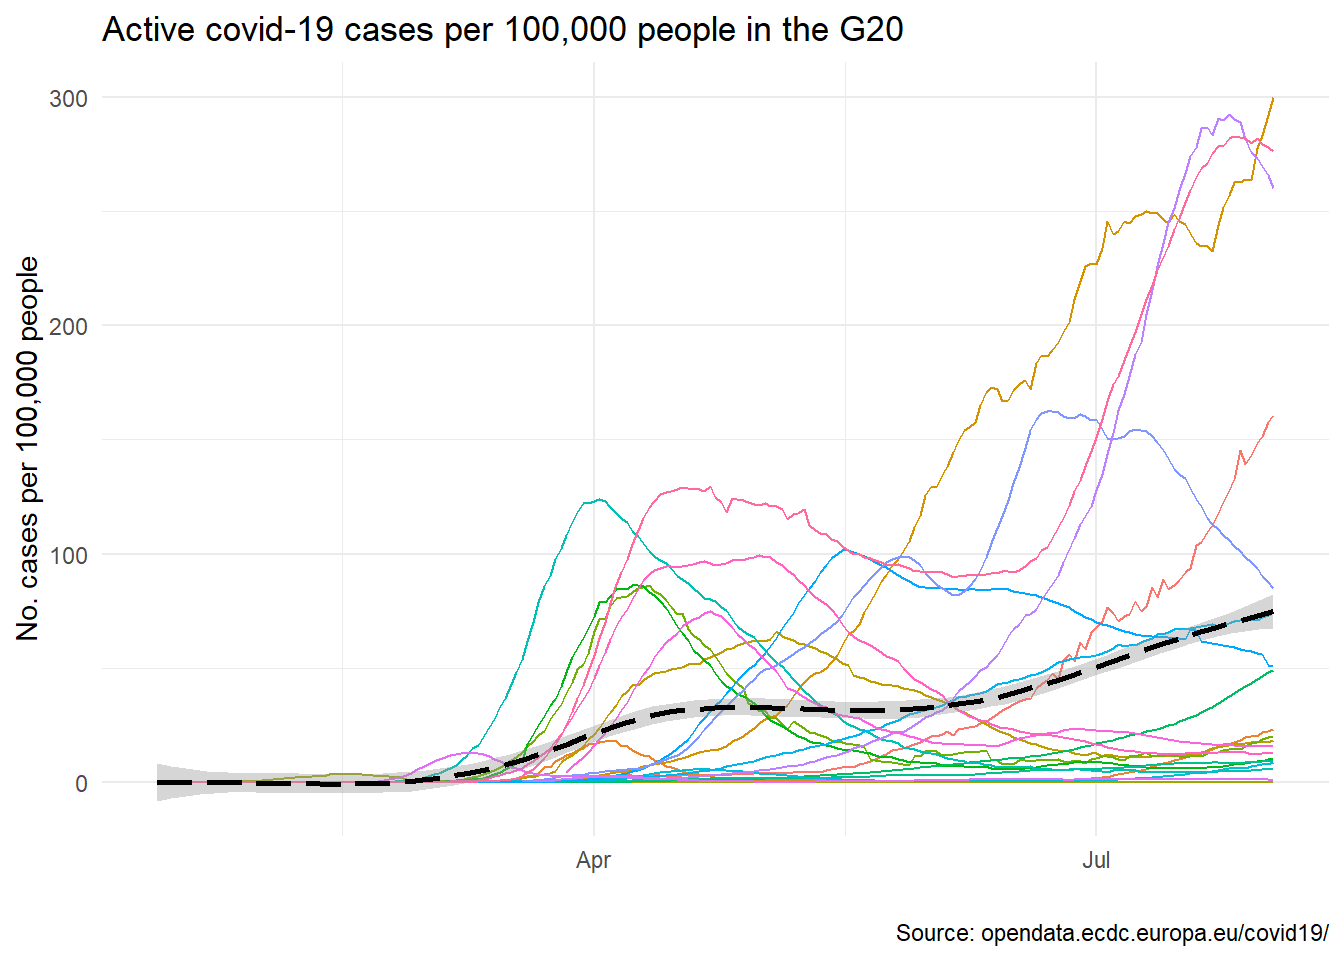 Active covid-19 cases per 100,000 people in the G20
No. cases per 100,000 people
300
200
100
0
Apr
Jul
Source: opendata.ecdc.europa.eu/covid19/